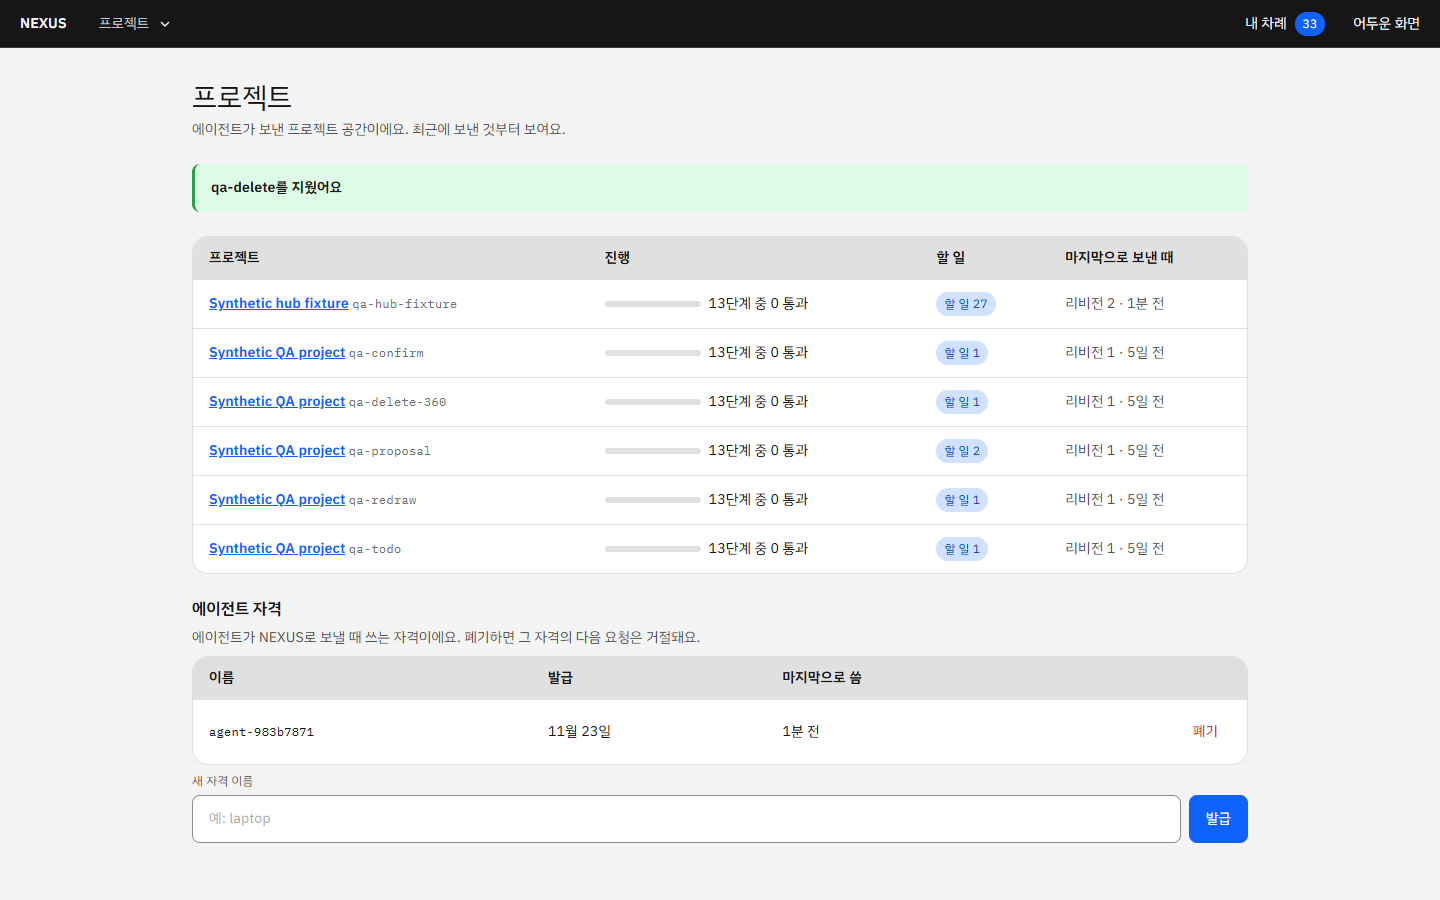 NEXUS 프로젝트 내 차례 33 어두운 화면
프로젝트
에이전트가 보낸 프로젝트 공간이에요. 최근에 보낸 것부터 보여요.
qa-delete를 지웠어요
프로젝트 진행 할 일 마지막으로 보낸 때
Synthetic hub fixture qa-hub-fixture 13단계 중 0 통과 할 일 27 리비전 2 · 1분 전
Synthetic QA project qa-confirm 13단계 중 0 통과 할 일 1 리비전 1 · 5일 전
Synthetic QA project qa-delete-360 13단계 중 0 통과 할 일 1 리비전 1 · 5일 전
Synthetic QA project qa-proposal 13단계 중 0 통과 할 일 2 리비전 1 · 5일 전
Synthetic QA project qa-redraw 13단계 중 0 통과 할 일 1 리비전 1 · 5일 전
Synthetic QA project qa-todo 13단계 중 0 통과 할 일 1 리비전 1 · 5일 전
에이전트 자격
에이전트가 NEXUS로 보낼 때 쓰는 자격이에요. 폐기하면 그 자격의 다음 요청은 거절돼요.
이름 발급 마지막으로 씀
agent-983b7871 11월 23일 1분 전 폐기
새 자격 이름
예: laptop 발급